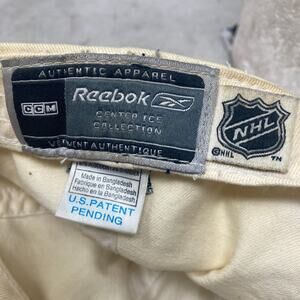 AUTHENTIC APPAREL
CCM
Reebok
CENTER ICE
COLLECTION
VÊTEMENT AUTHENTIQUE
NHL
©NHL
TM
Made in Bangladesh
Fabriqué en Bangladesh
Hecho en Bangladesh
U.S. PATENT
PENDING